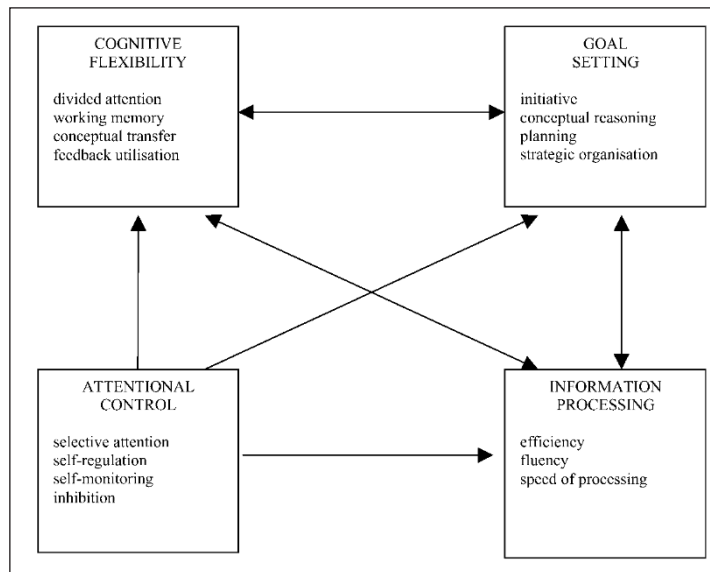 COGNITIVE
FLEXIBILITY
divided attention
working memory
conceptual transfer
feedback utilisation
GOAL
SETTING
initiative
conceptual reasoning
planning
strategic organisation
ATTENTIONAL
CONTROL
selective attention
self-regulation
self-monitoring
inhibition
INFORMATION
PROCESSING
efficiency
fluency
speed of processing